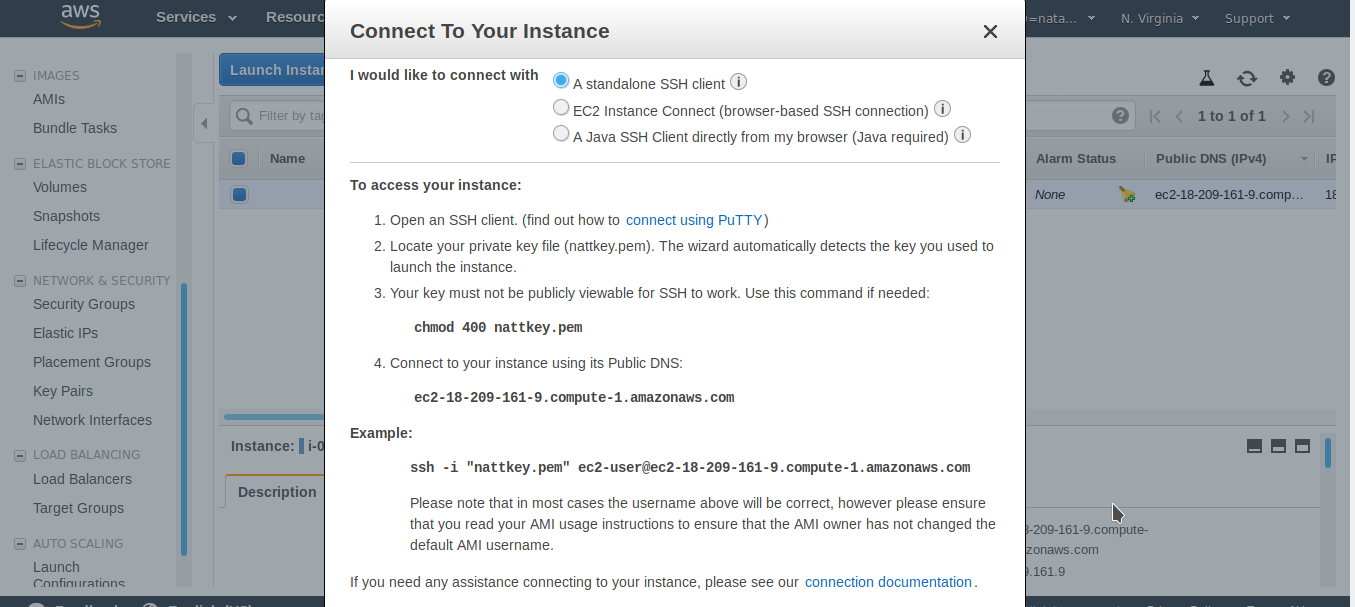 aws
Services
Resourc
=nata...
N. Virginia
Support
Connect To Your Instance
I would like to connect with
A standalone SSH client
EC2 Instance Connect (browser-based SSH connection)
A Java SSH Client directly from my browser (Java required)
To access your instance:
1. Open an SSH client. (find out how to connect using PuTTY)
2. Locate your private key file (nattkey.pem). The wizard automatically detects the key you used to
launch the instance.
3. Your key must not be publicly viewable for SSH to work. Use this command if needed:
chmod 400 nattkey.pem
4. Connect to your instance using its Public DNS:
ec2-18-209-161-9.compute-1.amazonaws.com
Example:
ssh -i "nattkey.pem" ec2-user@ec2-18-209-161-9.compute-1.amazonaws.com
Please note that in most cases the username above will be correct, however please ensure
that you read your AMI usage instructions to ensure that the AMI owner has not changed the
default AMI username.
If you need any assistance connecting to your instance, please see our connection documentation.
IMAGES
AMIs
Bundle Tasks
ELASTIC BLOCK STORE
Volumes
Snapshots
Lifecycle Manager
NETWORK & SECURITY
Security Groups
Elastic IPs
Placement Groups
Key Pairs
Network Interfaces
LOAD BALANCING
Load Balancers
Target Groups
AUTO SCALING
Launch
Configurations
Launch Instan
Filter by tag
Name
Instance: i-0
Description
1 to 1 of 1
Alarm Status
Public DNS (IPv4)
IP
None
ec2-18-209-161-9.comp...
18
-209-161-9.compute-
zonaws.com
.161.9